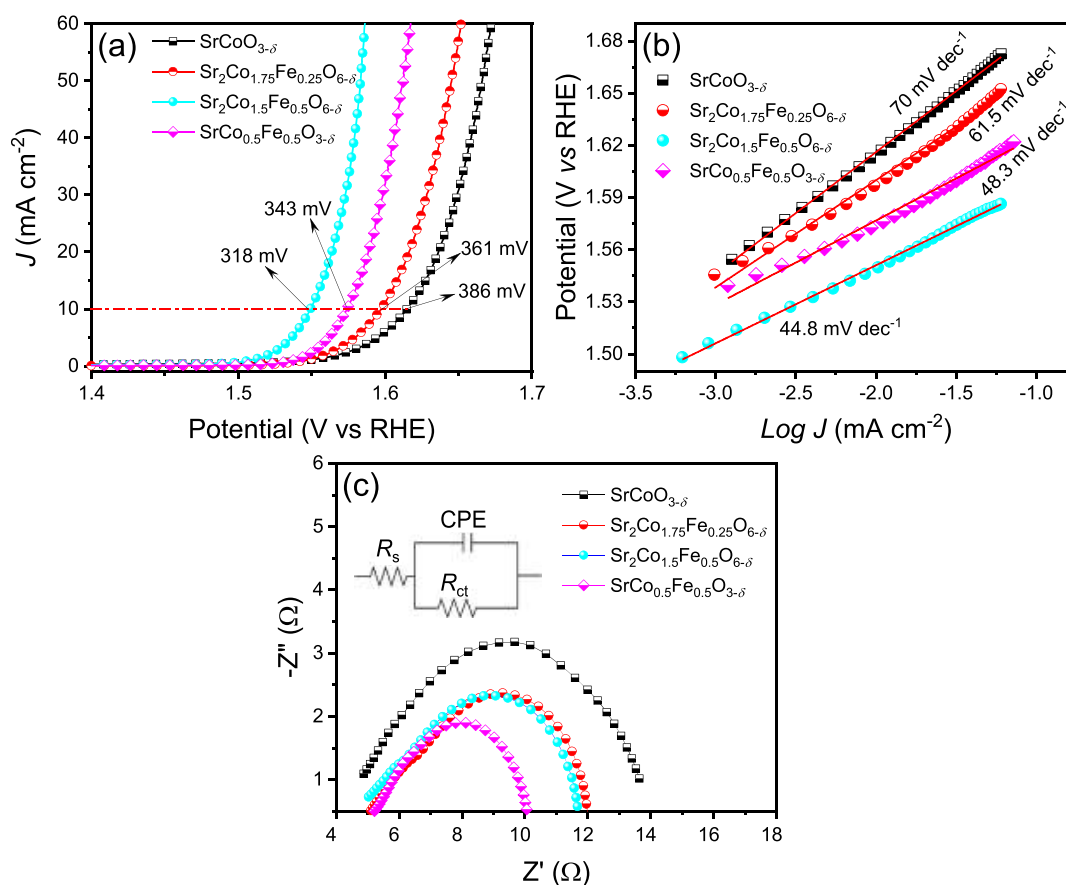 (a)
SrCoO3-δ
Sr2Co1.75Fe0.25O6-δ
Sr2Co1.5Fe0.5O6-δ
SrCo0.5Fe0.5O3-δ
343 mV
318 mV
361 mV
386 mV
60
50
40
30
20
10
0
1.4
1.5
1.6
1.7
J (mA cm-2)
Potential (V vs RHE)
(b)
SrCoO3-δ
Sr2Co1.75Fe0.25O6-δ
Sr2Co1.5Fe0.5O6-δ
SrCo0.5Fe0.5O3-δ
70 mV dec-1
61.5 mV dec-1
48.3 mV dec-1
44.8 mV dec-1
1.68
1.65
1.62
1.59
1.56
1.53
1.50
-3.5
-3.0
-2.5
-2.0
-1.5
-1.0
Potential (V vs RHE)
Log J (mA cm-2)
(c)
SrCoO3-δ
Sr2Co1.75Fe0.25O6-δ
Sr2Co1.5Fe0.5O6-δ
SrCo0.5Fe0.5O3-δ
CPE
Rs
Rct
6
5
4
3
2
1
4
6
8
10
12
14
16
18
-Z" (Ω)
Z' (Ω)